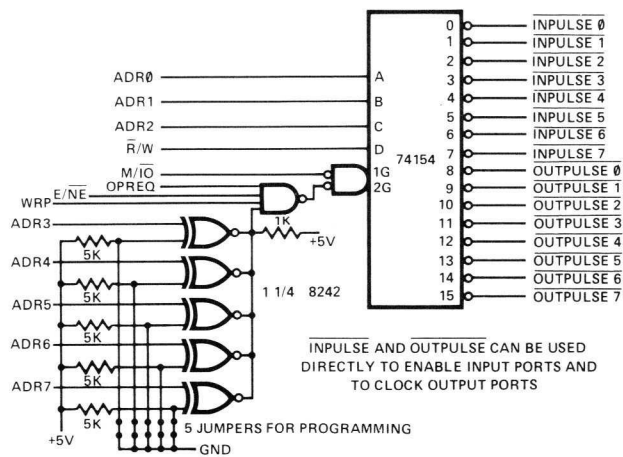 0 INPULSE 0
1 INPULSE 1
2 INPULSE 2
ADR0 A 3 INPULSE 3
4 INPULSE 4
ADR1 B 5 INPULSE 5
ADR2 C 6 INPULSE 6
R/W D 7 INPULSE 7
74154
M/IO 1G 8 OUTPULSE 0
OPREQ 2G 9 OUTPULSE 1
E/NE 10 OUTPULSE 2
WRP 11 OUTPULSE 3
ADR3 1K
5K +5V 12 OUTPULSE 4
ADR4 13 OUTPULSE 5
5K 1 1/4 8242 14 OUTPULSE 6
ADR5 15 OUTPULSE 7
5K
ADR6
5K
ADR7
5K
+5V
INPULSE AND OUTPULSE CAN BE USED
DIRECTLY TO ENABLE INPUT PORTS AND
TO CLOCK OUTPUT PORTS
5 JUMPERS FOR PROGRAMMING
GND